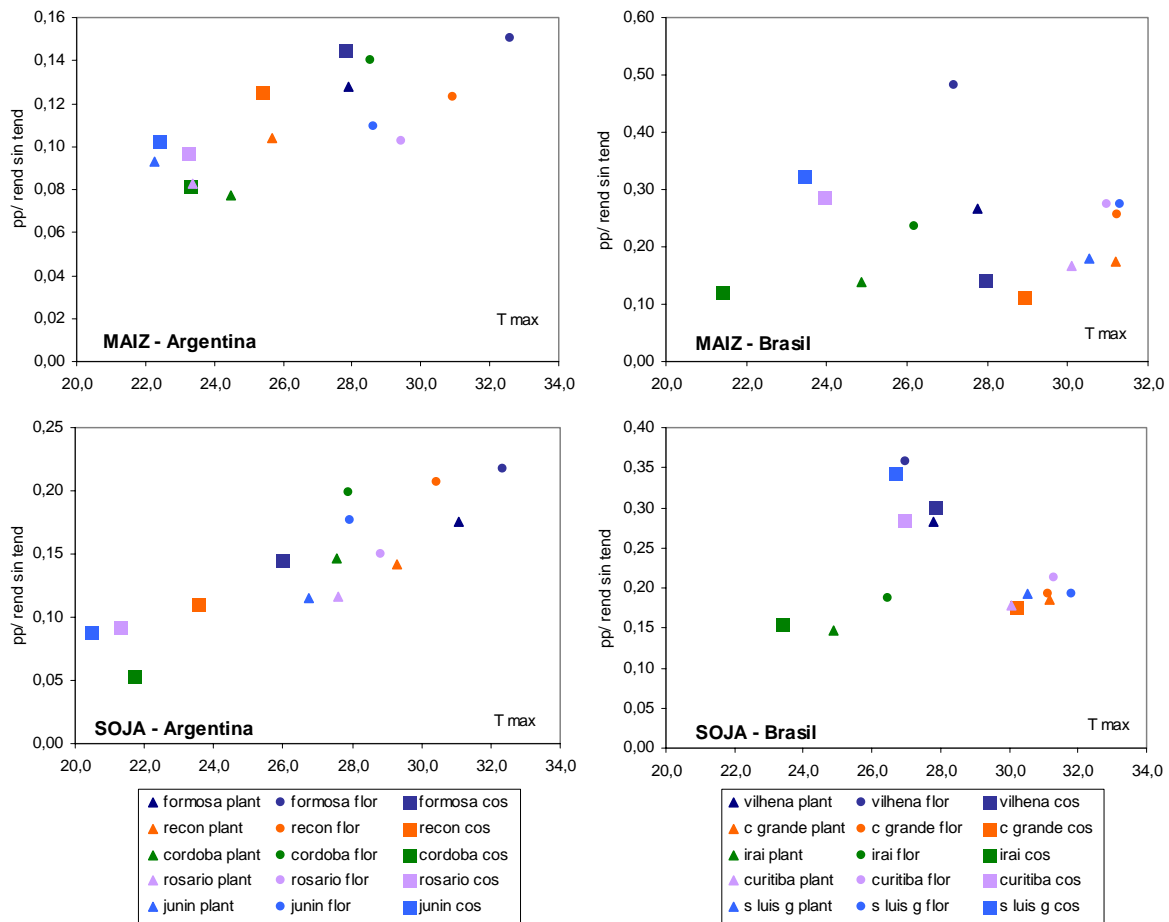 0,16
0,14
0,12
0,10
0,08
0,06
0,04
0,02
0,00
pp/ rend sin tend
T max
MAIZ - Argentina
20,0 22,0 24,0 26,0 28,0 30,0 32,0 34,0
0,60
0,50
0,40
0,30
0,20
0,10
0,00
pp/ rend sin tend
T max
MAIZ - Brasil
20,0 22,0 24,0 26,0 28,0 30,0 32,0
0,25
0,20
0,15
0,10
0,05
0,00
pp/ rend sin tend
T max
SOJA - Argentina
20,0 22,0 24,0 26,0 28,0 30,0 32,0 34,0
0,40
0,35
0,30
0,25
0,20
0,15
0,10
0,05
0,00
pp/ rend sin tend
T max
SOJA - Brasil
20,0 22,0 24,0 26,0 28,0 30,0 32,0 34,0
formosa plant formosa flor formosa cos
recon plant recon flor recon cos
cordoba plant cordoba flor cordoba cos
rosario plant rosario flor rosario cos
junin plant junin flor junin cos
vilhena plant vilhena flor vilhena cos
c grande plant c grande flor c grande cos
irai plant irai flor irai cos
curitiba plant curitiba flor curitiba cos
s luis g plant s luis g flor s luis g cos